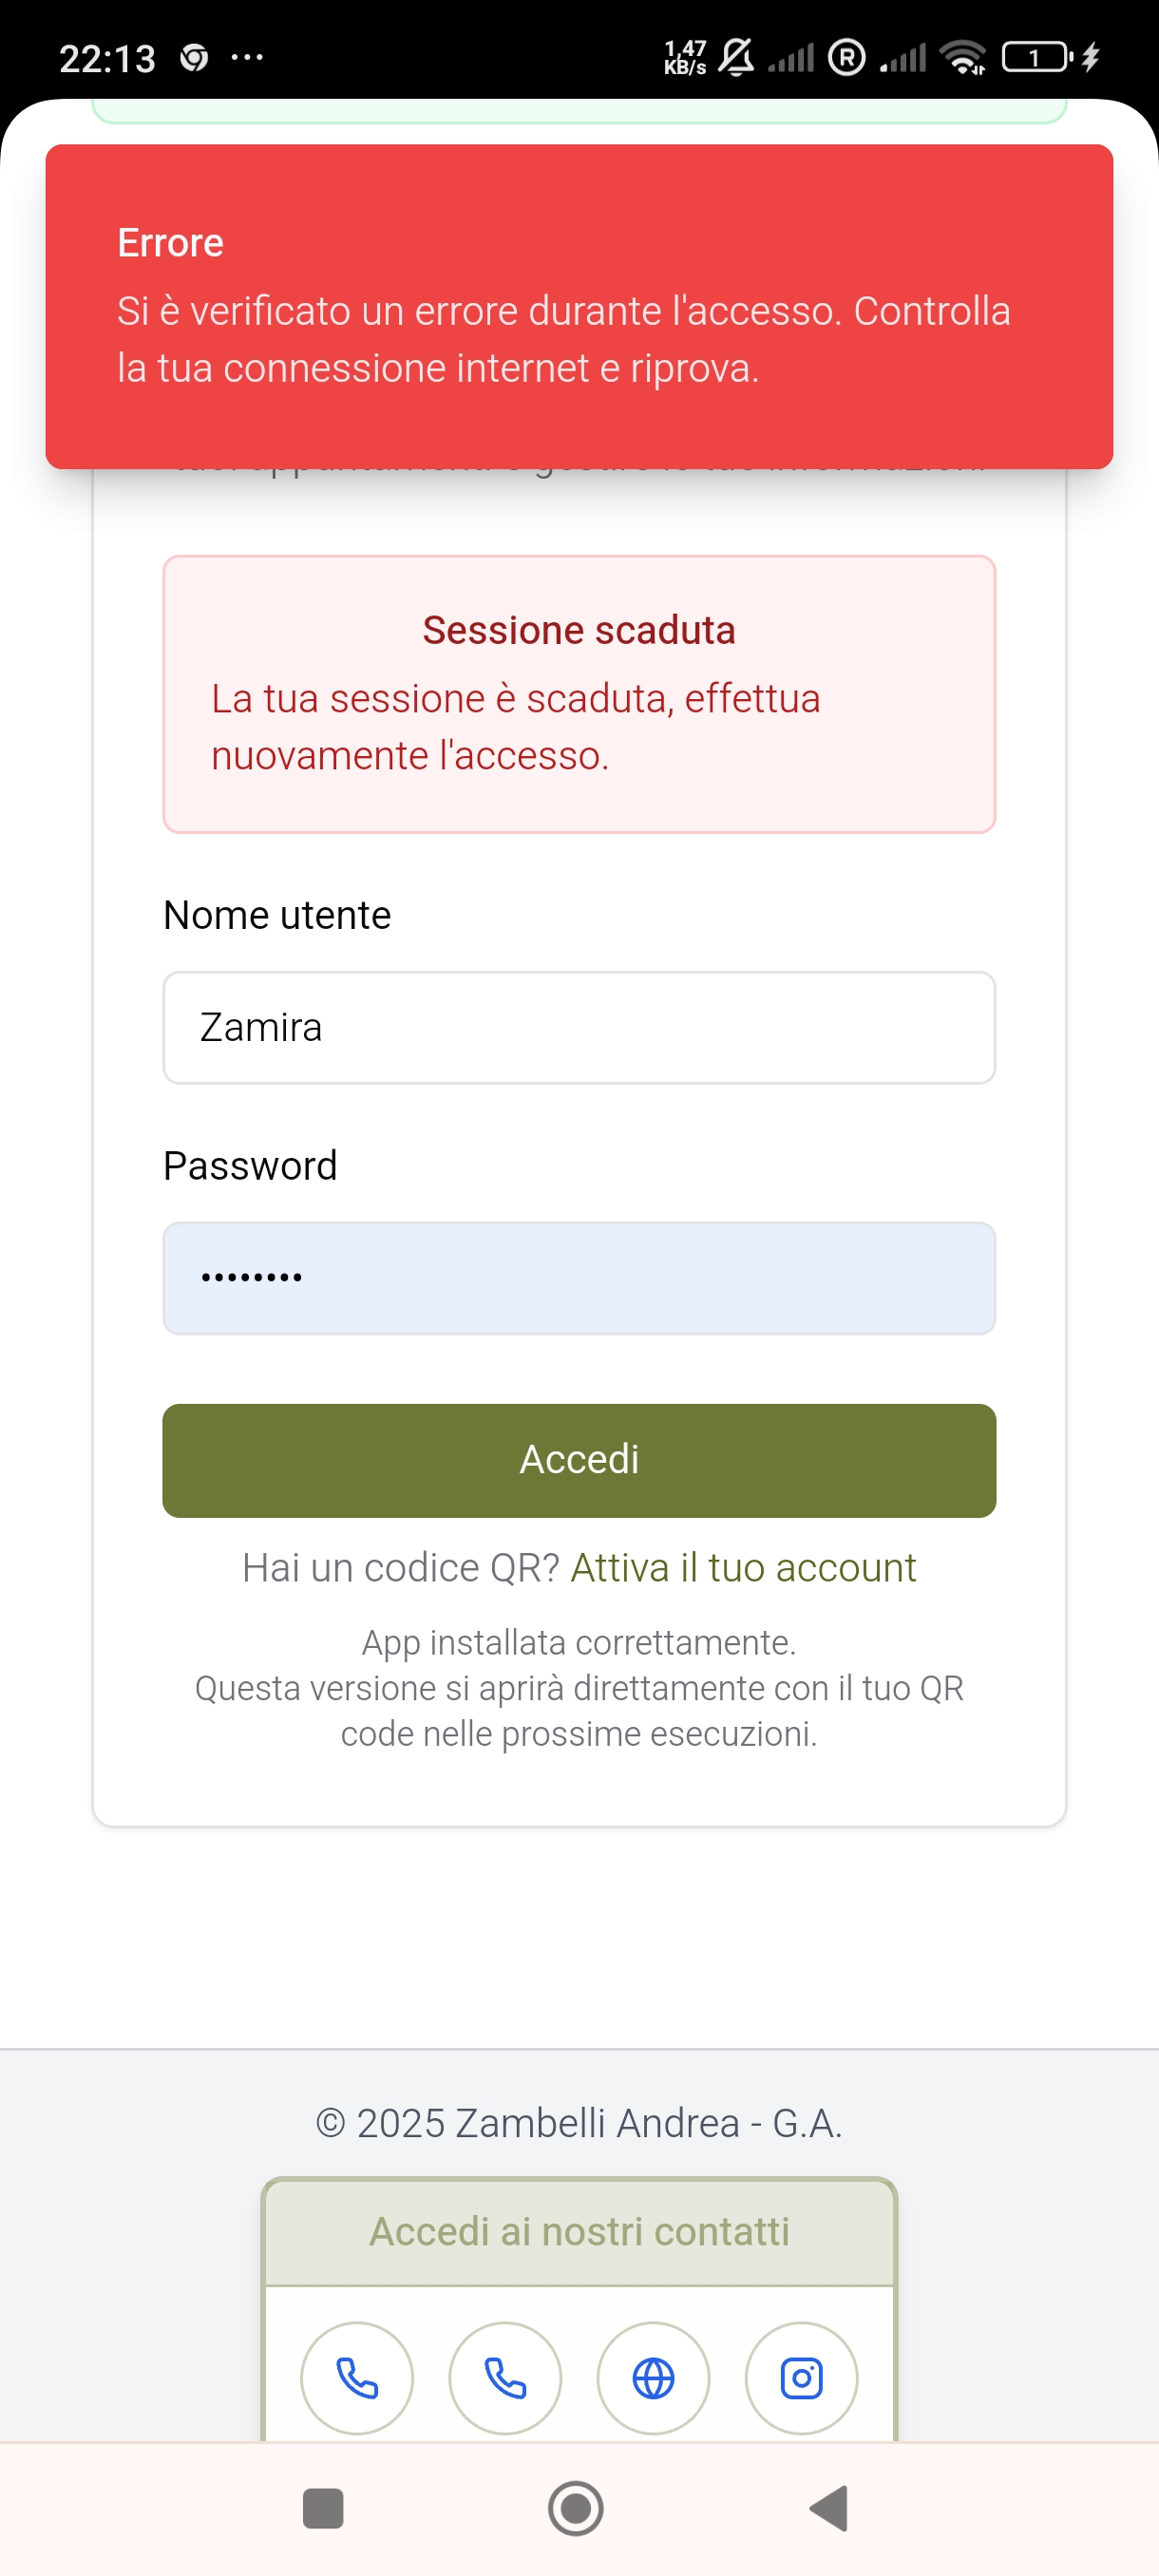 22:13
1,47
KB/s
R
1
Errore
Si è verificato un errore durante l'accesso. Controlla
la tua connessione internet e riprova.
Sessione scaduta
La tua sessione è scaduta, effettua
nuovamente l'accesso.
Nome utente
Zamira
Password
••••••••
Accedi
Hai un codice QR? Attiva il tuo account
App installata correttamente.
Questa versione si aprirà direttamente con il tuo QR
code nelle prossime esecuzioni.
© 2025 Zambelli Andrea - G.A.
Accedi ai nostri contatti